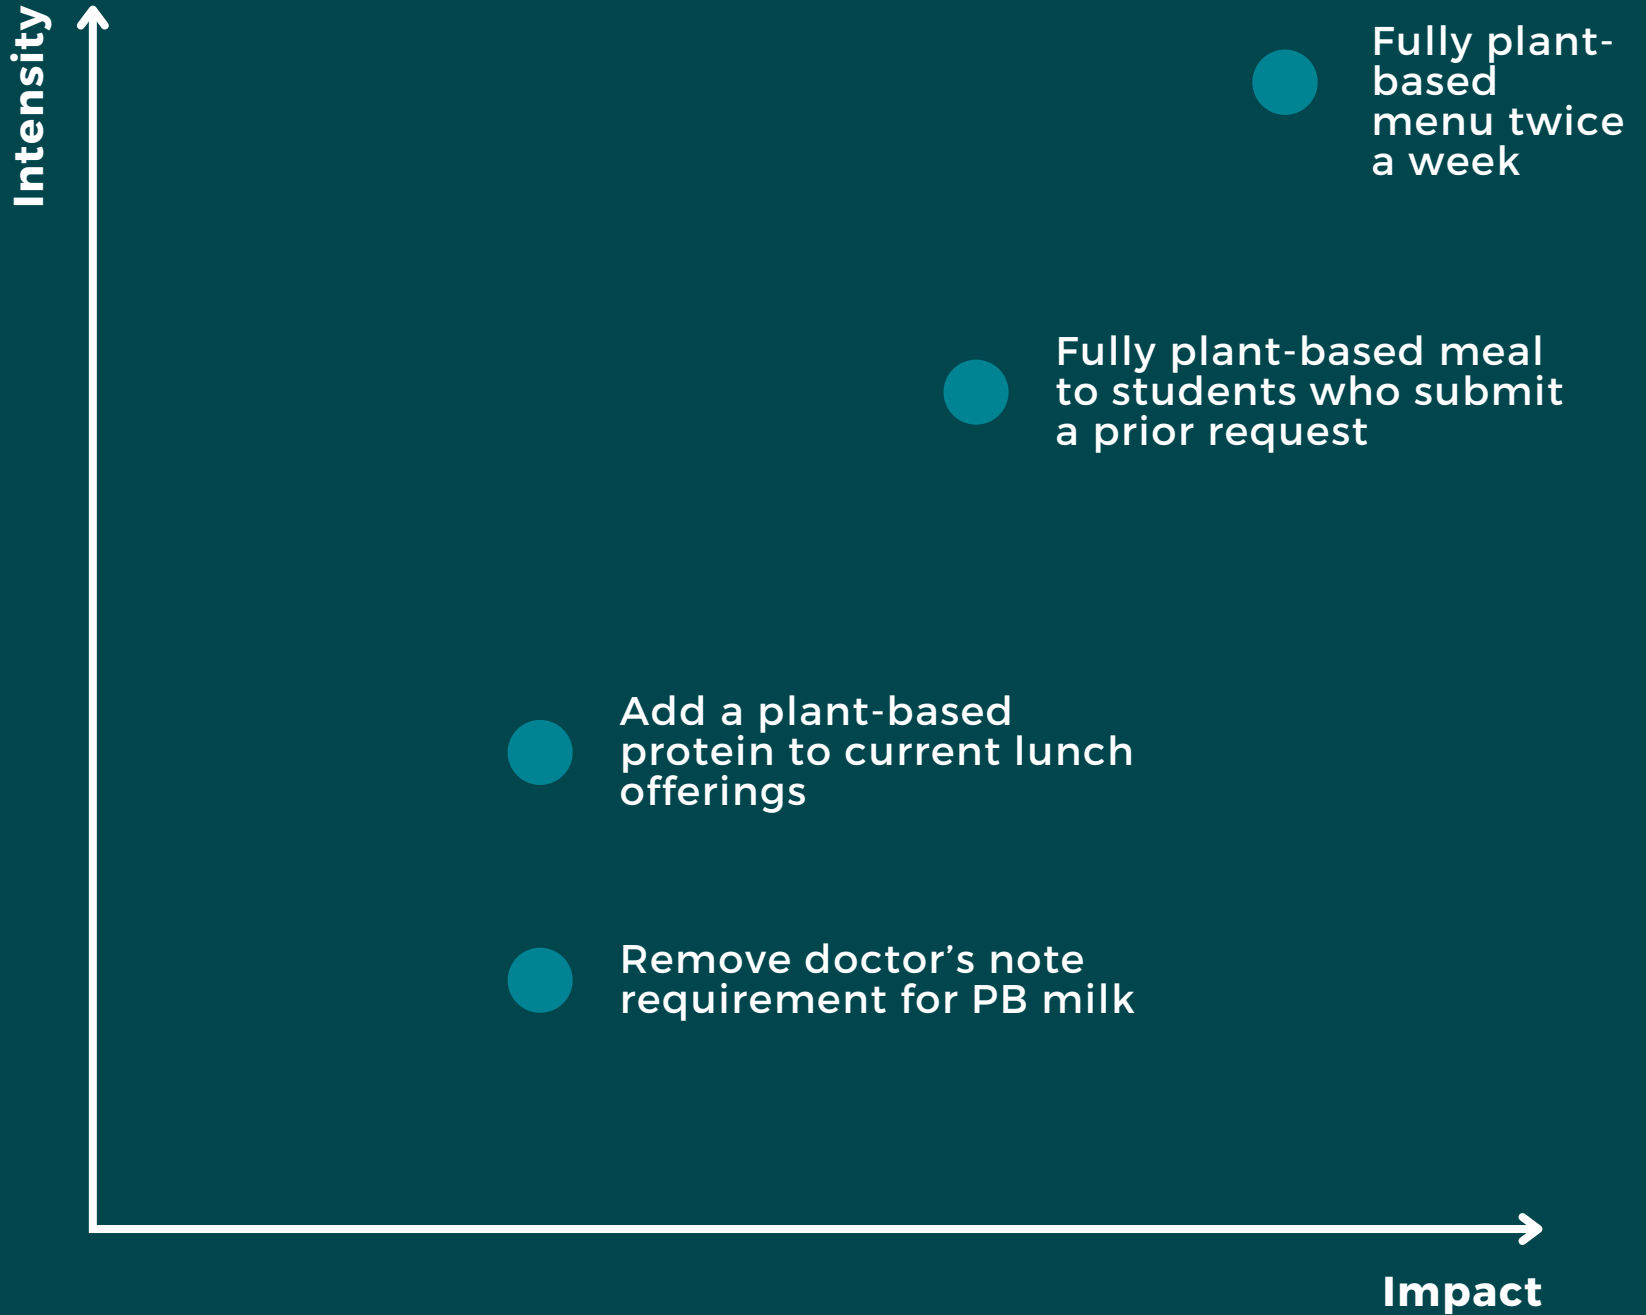 Intensity
Fully plant-
based
menu twice
a week
Fully plant-based meal
to students who submit
a prior request
Add a plant-based
protein to current lunch
offerings
Remove doctor’s note
requirement for PB milk
Impact